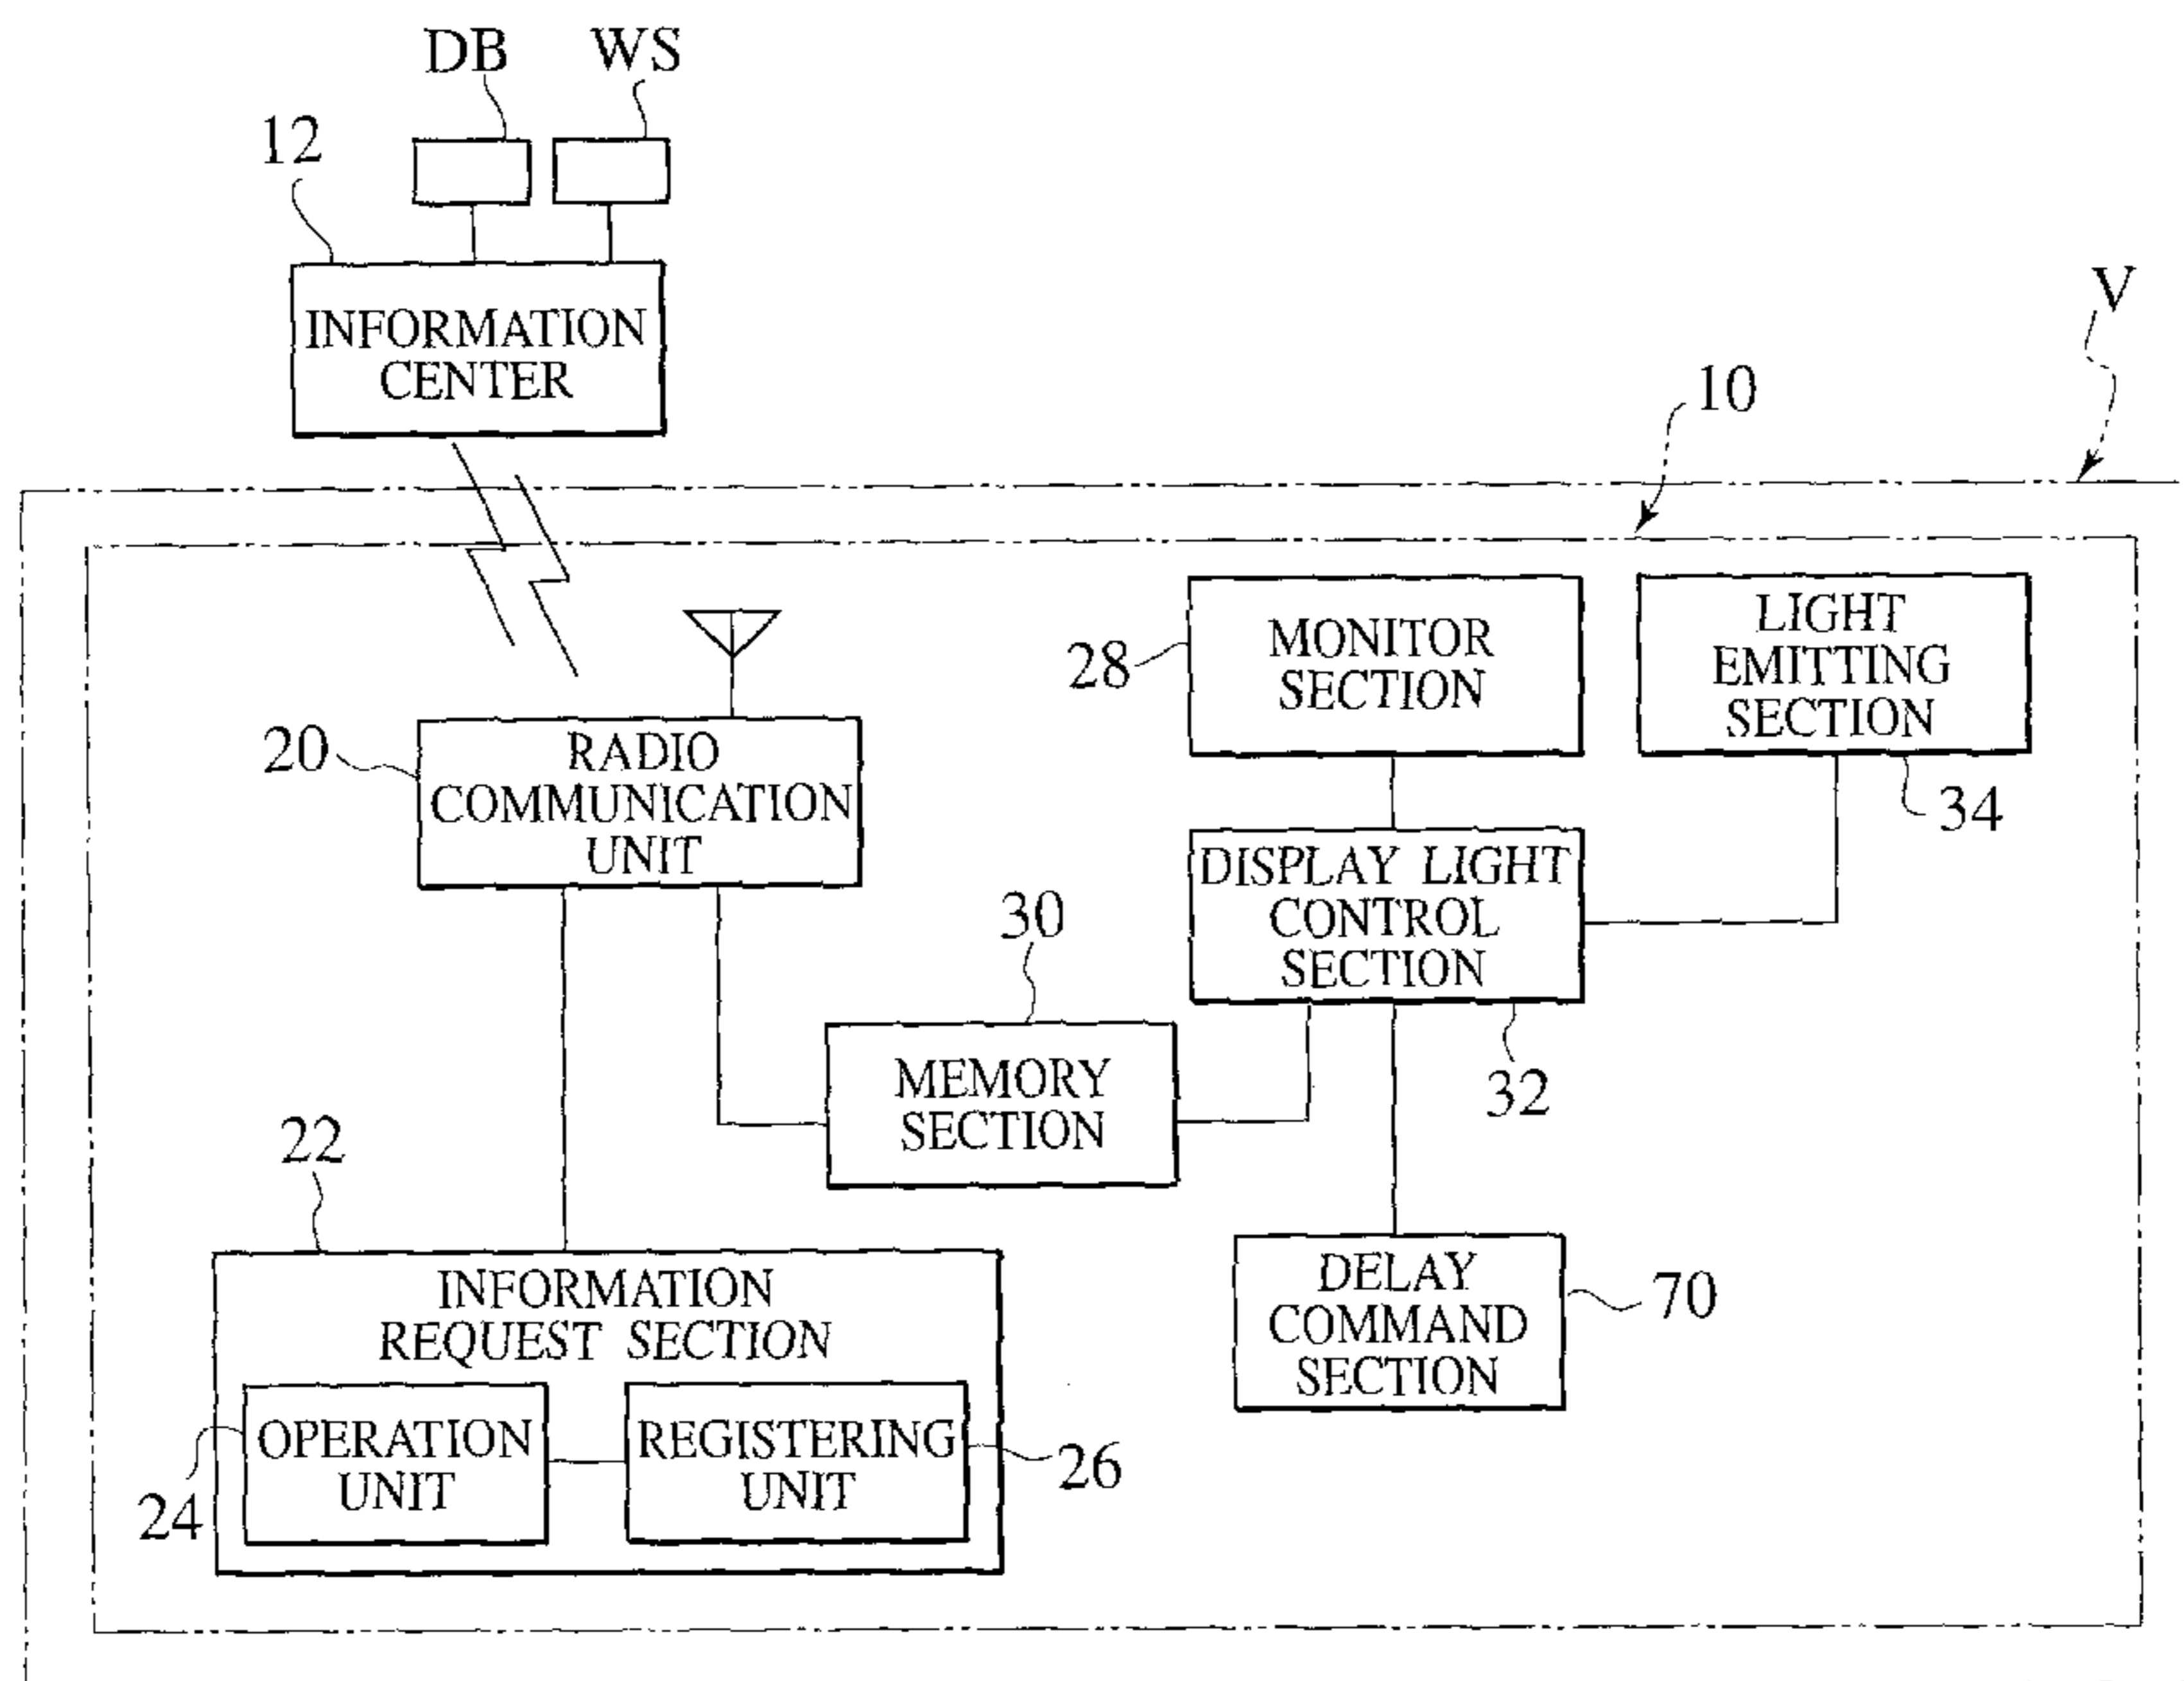 DB WS
12
INFORMATION
CENTER
V
10
28
MONITOR
SECTION
LIGHT
EMITTING
SECTION
34
20
RADIO
COMMUNICATION
UNIT
DISPLAY LIGHT
CONTROL
SECTION
32
30
MEMORY
SECTION
22
INFORMATION
REQUEST SECTION
24
OPERATION
UNIT
REGISTERING
UNIT
26
DELAY
COMMAND
SECTION
70